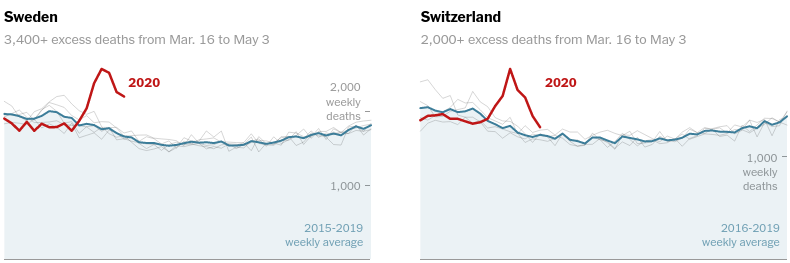 Sweden
3,400+ excess deaths from Mar. 16 to May 3
2020
2,000
weekly
deaths
1,000
2015-2019
weekly average
Switzerland
2,000+ excess deaths from Mar. 16 to May 3
2020
1,000
weekly
deaths
2016-2019
weekly average